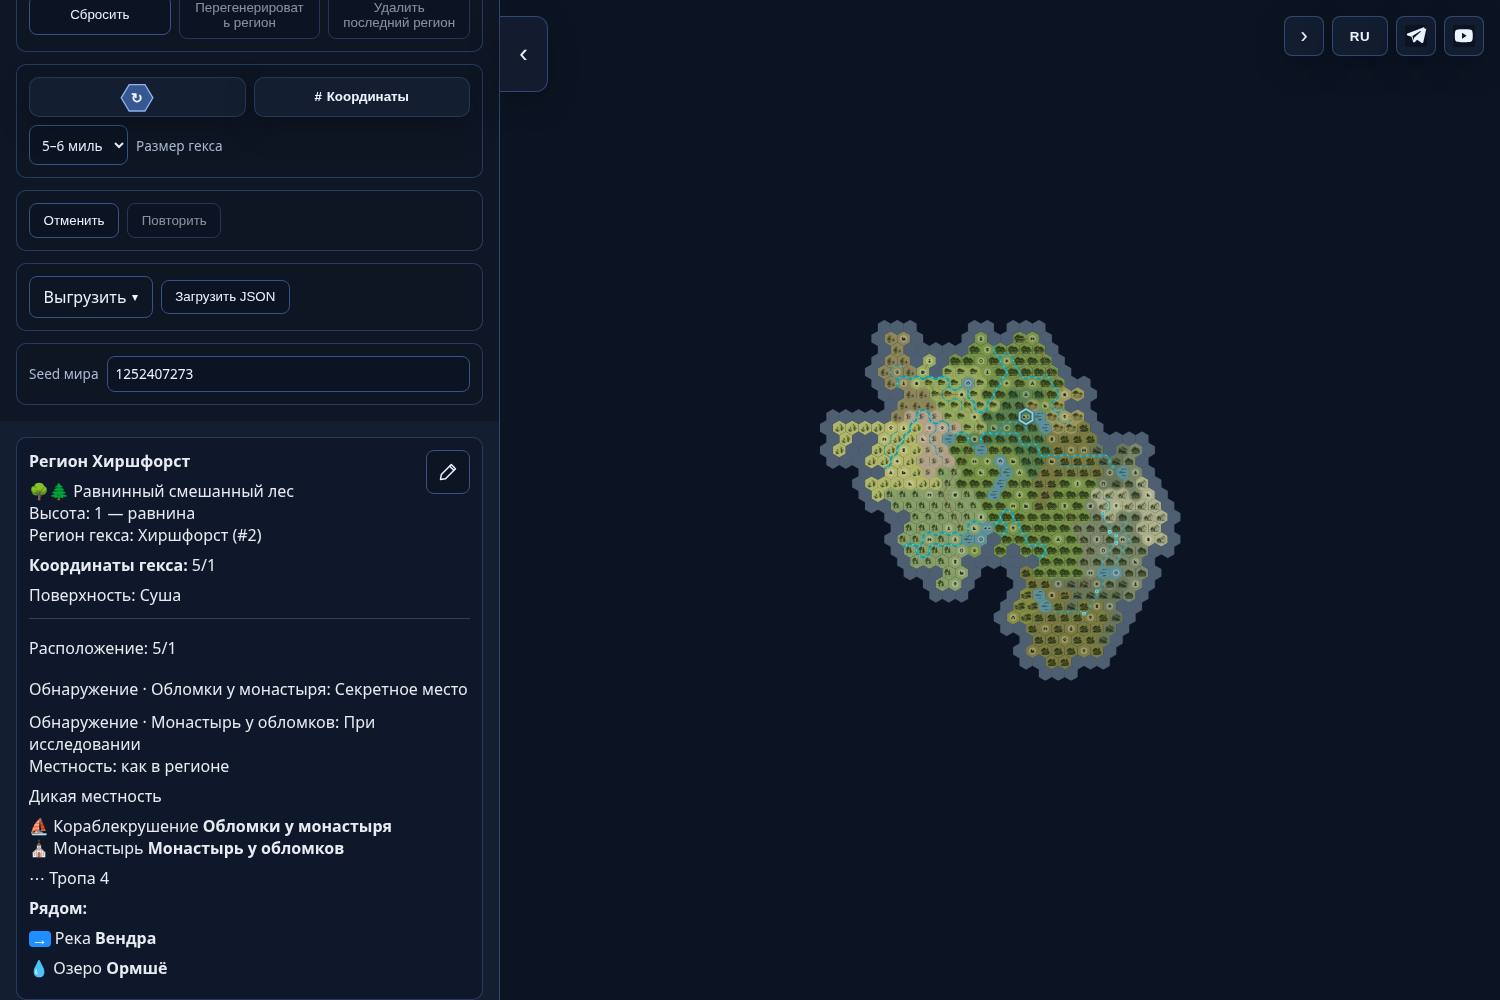 Сбросить
Перегенерироват
ь регион
Удалить
последний регион
↻
# Координаты
5–6 миль
Размер гекса
Отменить
Повторить
Выгрузить ▾
Загрузить JSON
Seed мира
1252407273
Регион Хиршфорст
🌳🌲 Равнинный смешанный лес
Высота: 1 — равнина
Регион гекса: Хиршфорст (#2)
Координаты гекса: 5/1
Поверхность: Суша
Расположение: 5/1
Обнаружение · Обломки у монастыря: Секретное место
Обнаружение · Монастырь у обломков: При
исследовании
Местность: как в регионе
Дикая местность
⛵ Кораблекрушение Обломки у монастыря
⛪ Монастырь Монастырь у обломков
⋯ Тропа 4
Рядом:
→ Река Вендра
💧 Озеро Ормшё
‹
›
RU